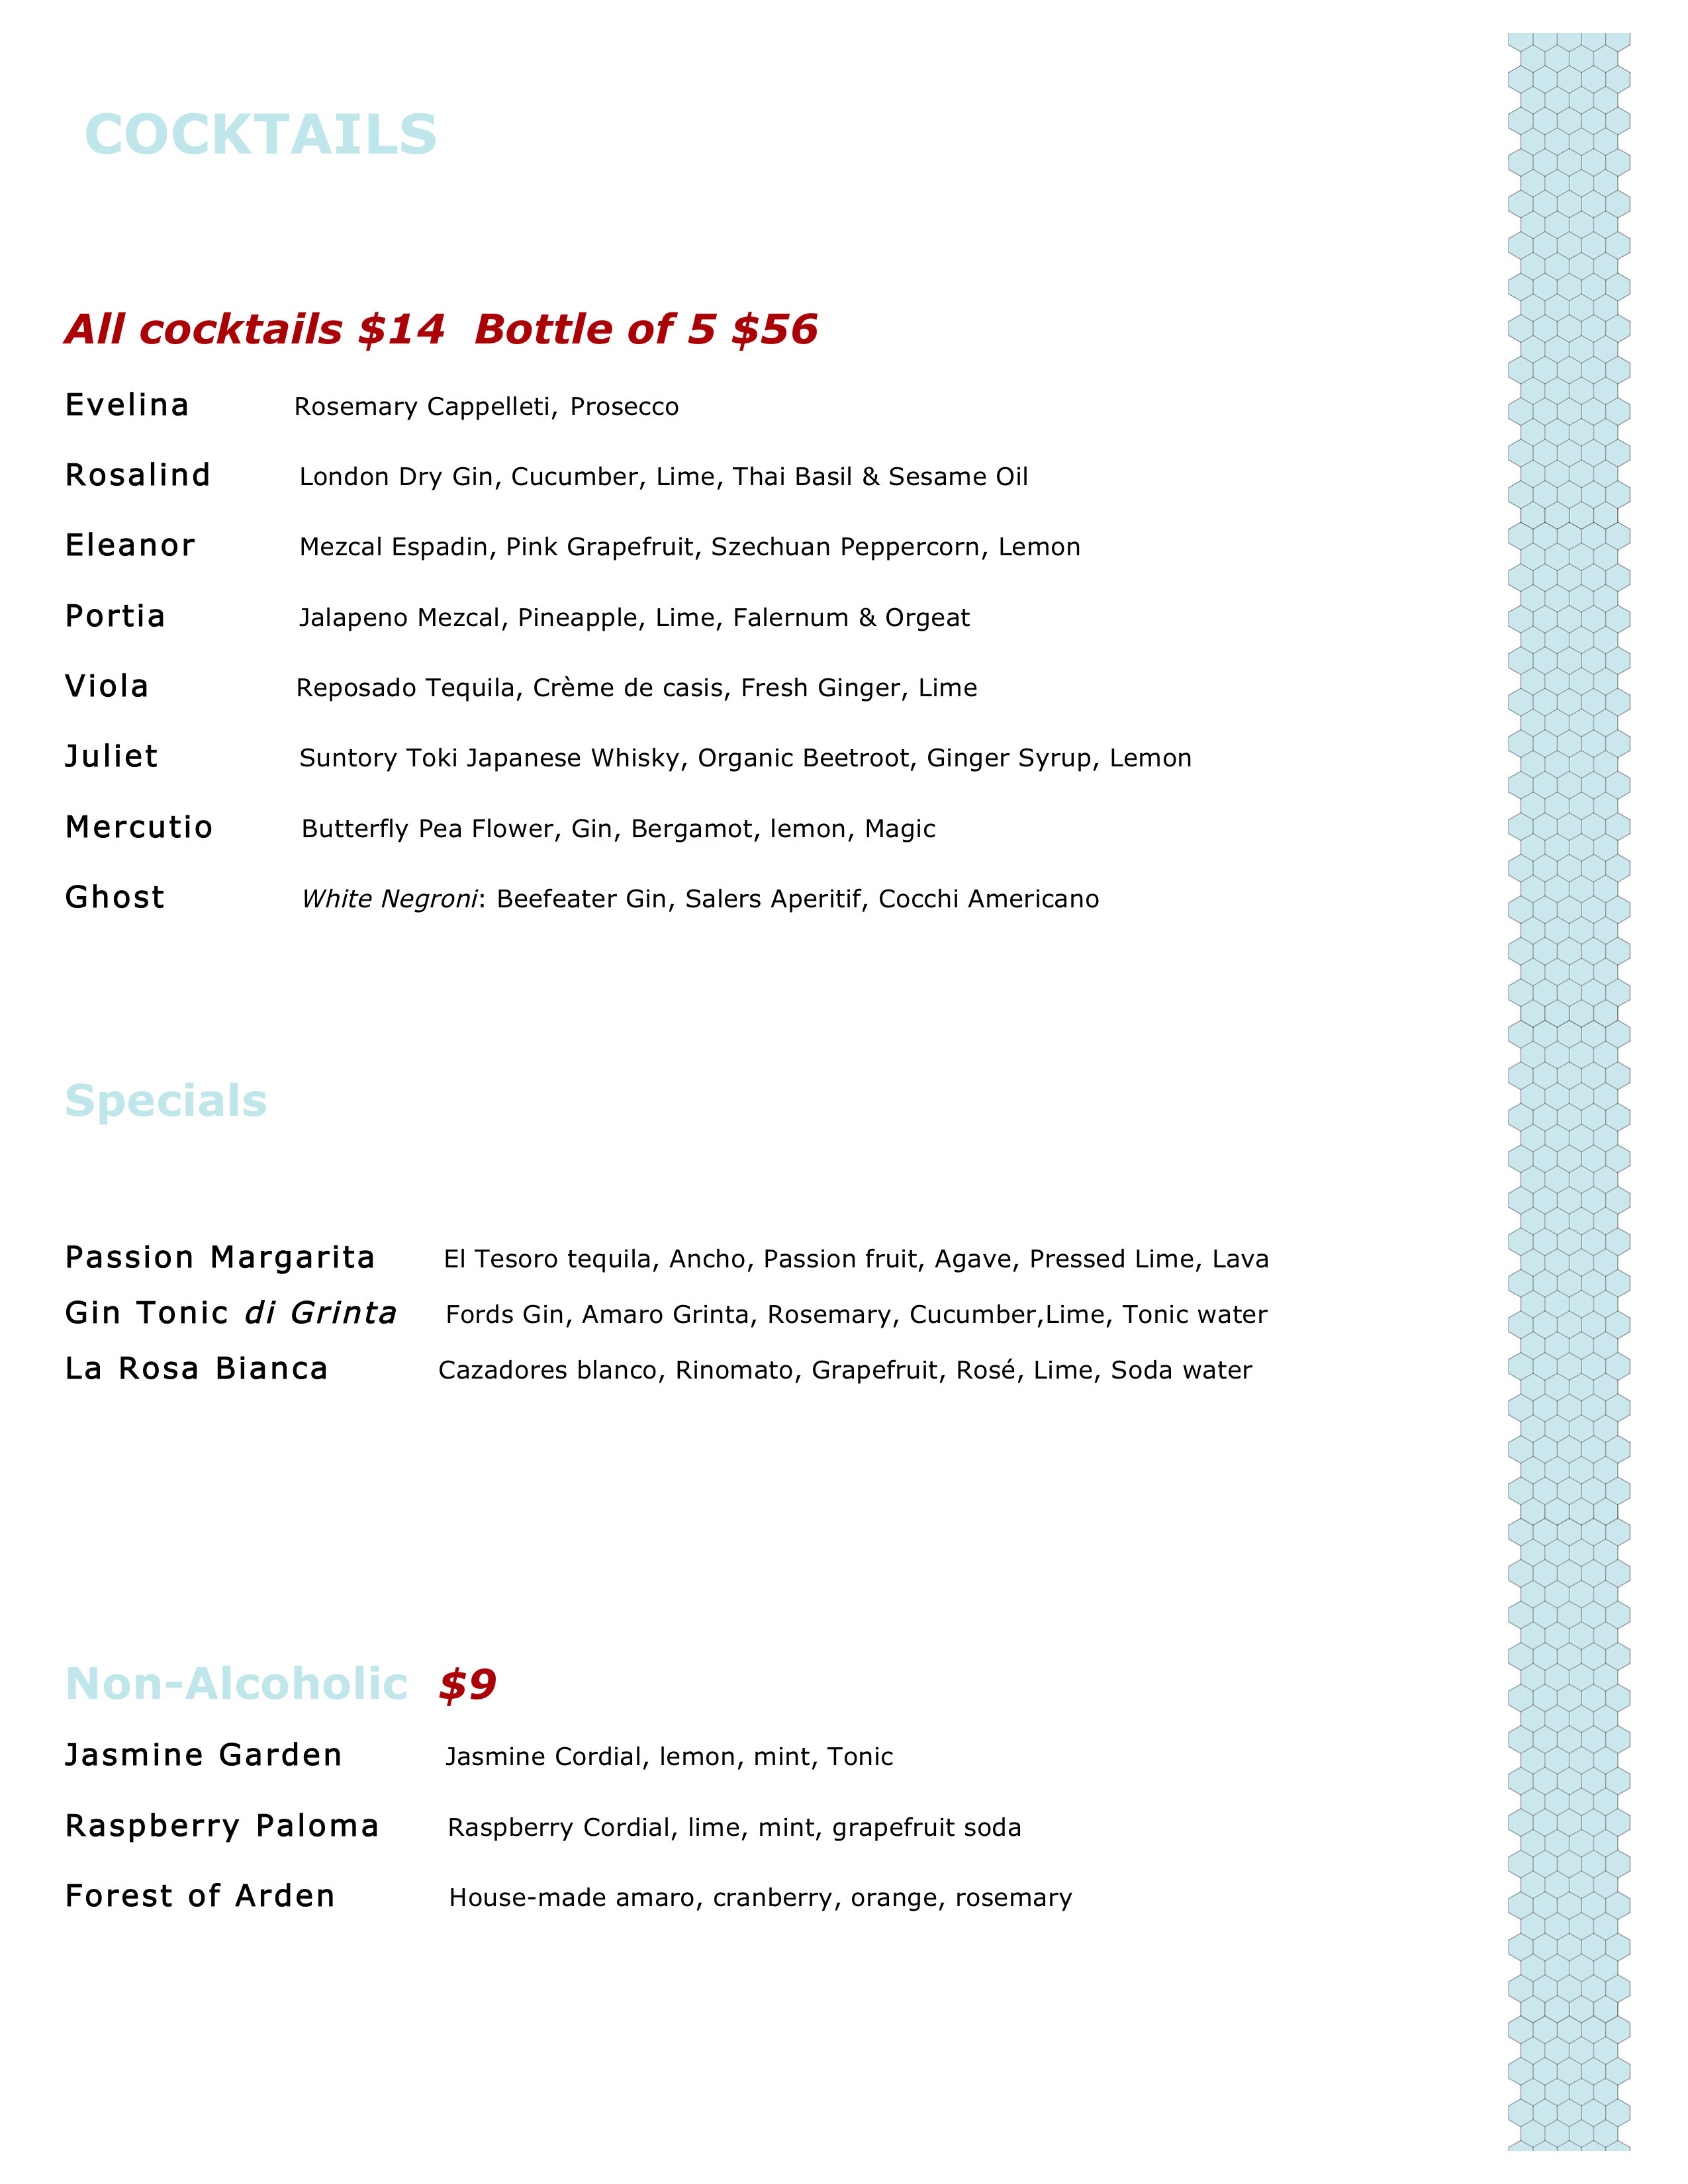 COCKTAILS
All cocktails $14 Bottle of 5 $56
Evelina Rosemary Cappelleti, Prosecco
Rosalind London Dry Gin, Cucumber, Lime, Thai Basil & Sesame Oil
Eleanor Mezcal Espadin, Pink Grapefruit, Szechuan Peppercorn, Lemon
Portia Jalapeno Mezcal, Pineapple, Lime, Falernum & Orgeat
Viola Reposado Tequila, Crème de casis, Fresh Ginger, Lime
Juliet Suntory Toki Japanese Whisky, Organic Beetroot, Ginger Syrup, Lemon
Mercutio Butterfly Pea Flower, Gin, Bergamot, lemon, Magic
Ghost White Negroni: Beefeater Gin, Salers Aperitif, Cocchi Americano
Specials
Passion Margarita El Tesoro tequila, Ancho, Passion fruit, Agave, Pressed Lime, Lava
Gin Tonic di Grinta Fords Gin, Amaro Grinta, Rosemary, Cucumber,Lime, Tonic water
La Rosa Bianca Cazadores blanco, Rinomato, Grapefruit, Rosé, Lime, Soda water
Non-Alcoholic $9
Jasmine Garden Jasmine Cordial, lemon, mint, Tonic
Raspberry Paloma Raspberry Cordial, lime, mint, grapefruit soda
Forest of Arden House-made amaro, cranberry, orange, rosemary